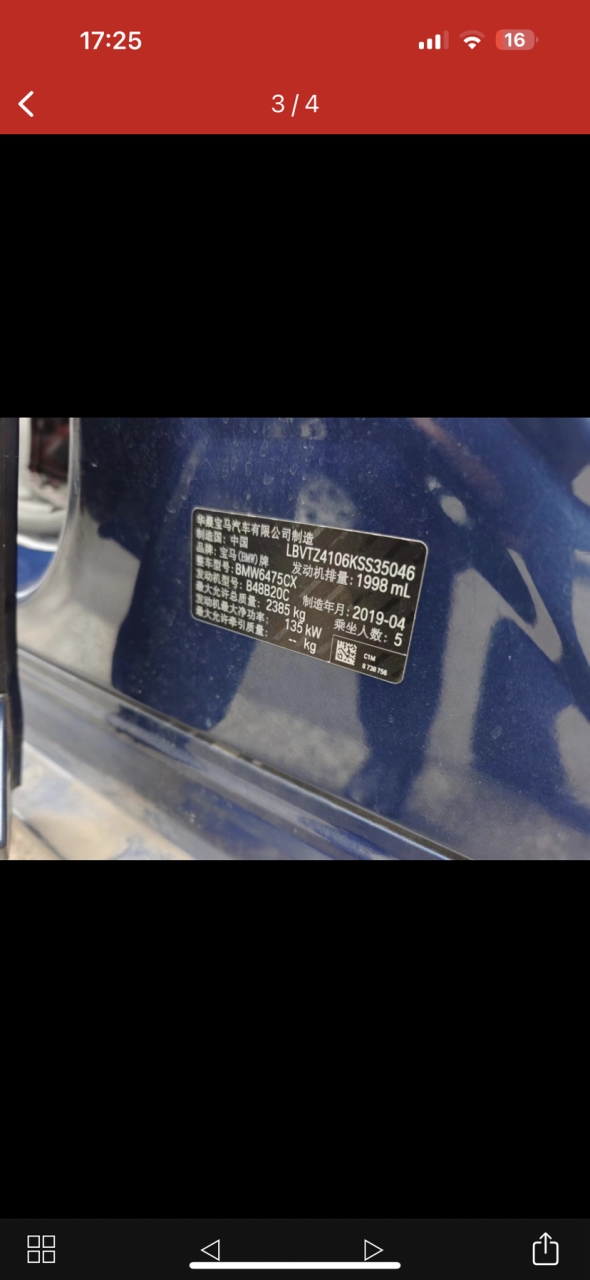 17:25
16
3/4
华晨宝马汽车有限公司制造
制造国: 中国
LBVTZ4106KSS35046
品牌: 宝马(BMW)牌
发动机排量: 1998 mL
整车型号: BMW6475CX
发动机型号: B48B20C
制造年月: 2019-04
最大允许总质量: 2385 kg
乘坐人数: 5
发动机最大净功率: 135 kW
最大允许牵引质量: -- kg
C1M
8 738 756